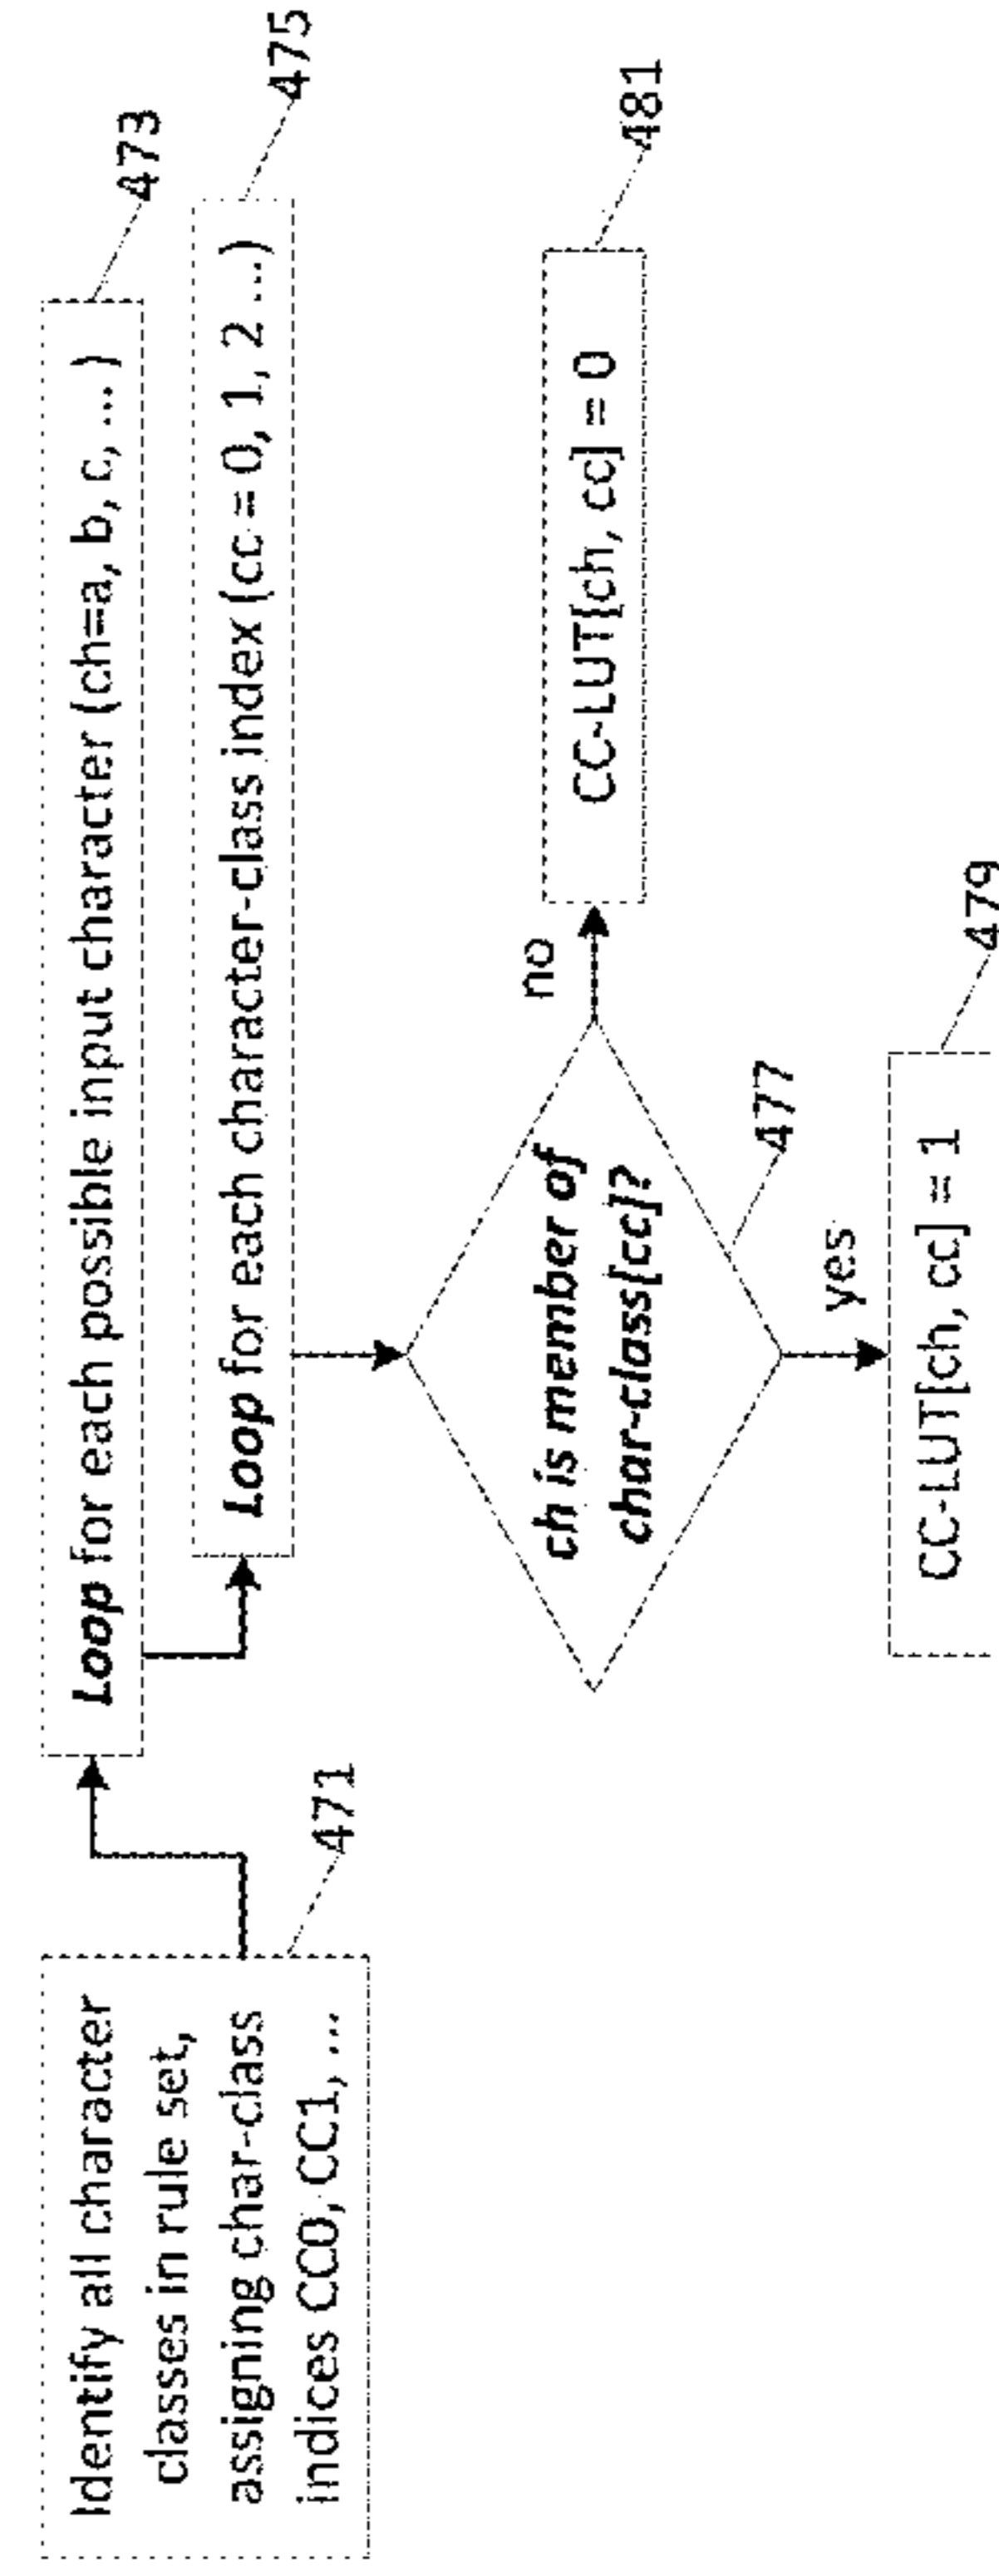 Identify all character
classes in rule set,
assigning char-class
indices CC0, CC1, ...
471
Loop for each possible input character (ch=a, b, c, ... )
473
Loop for each character-class index (cc = 0, 1, 2 ...)
475
ch is member of
char-class[cc]?
477
no
CC-LUT[ch, cc] = 0
481
yes
CC-LUT[ch, cc] = 1
479